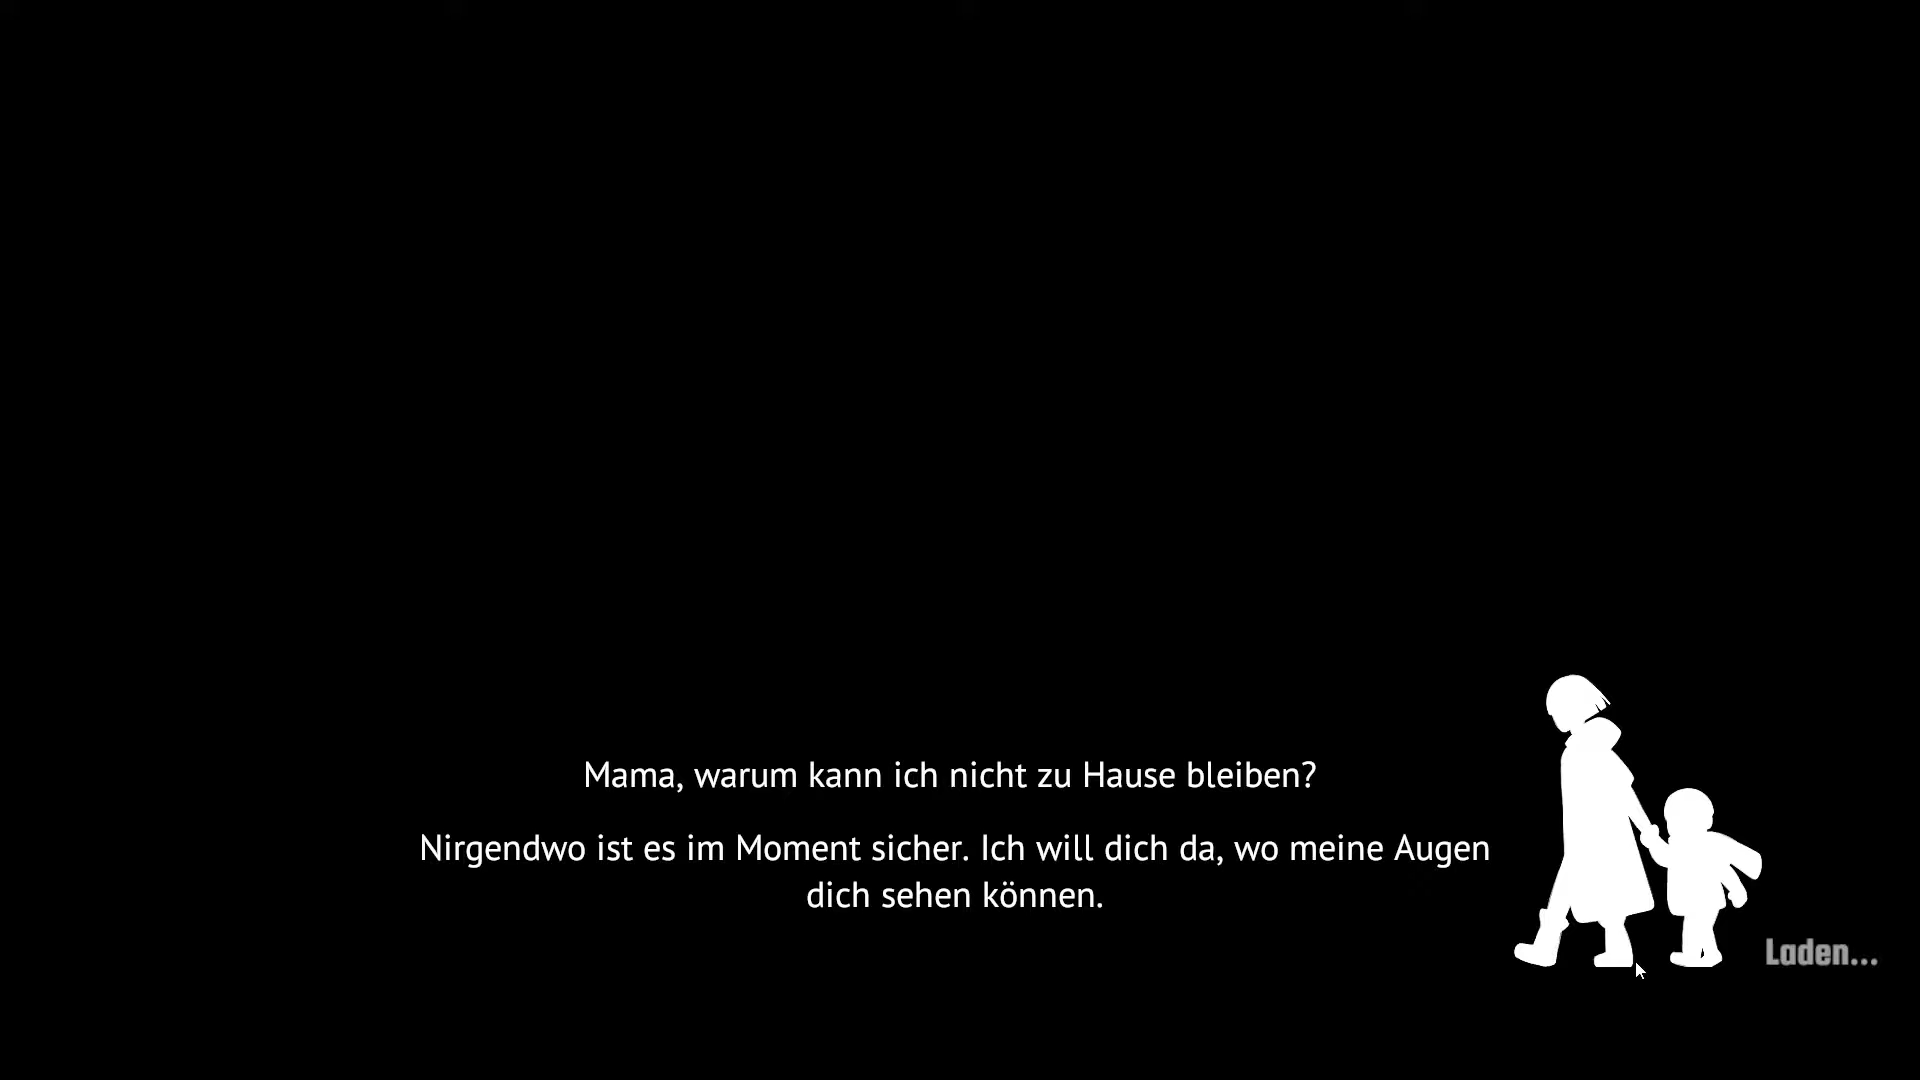 Mama, warum kann ich nicht zu Hause bleiben?
Nirgendwo ist es im Moment sicher. Ich will dich da, wo meine Augen
dich sehen können.
Laden...